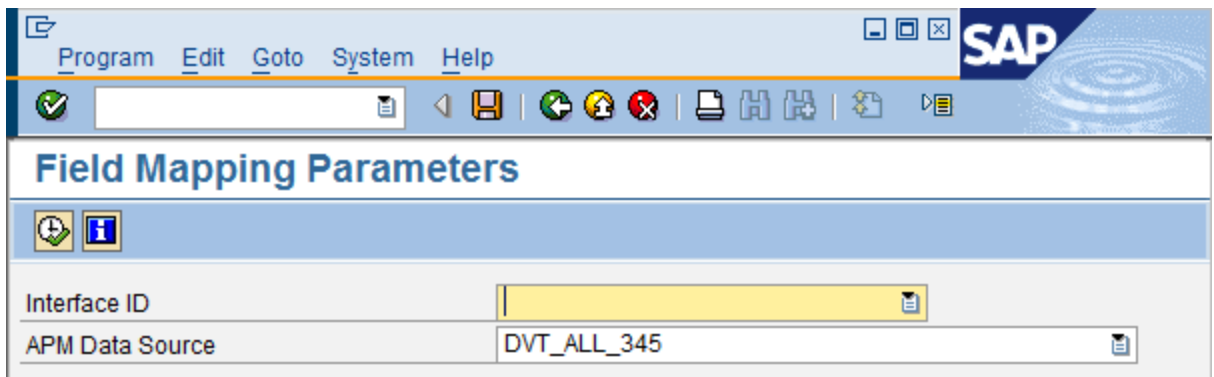 Program Edit Goto System Help
SAP
Field Mapping Parameters
Interface ID
APM Data Source DVT_ALL_345